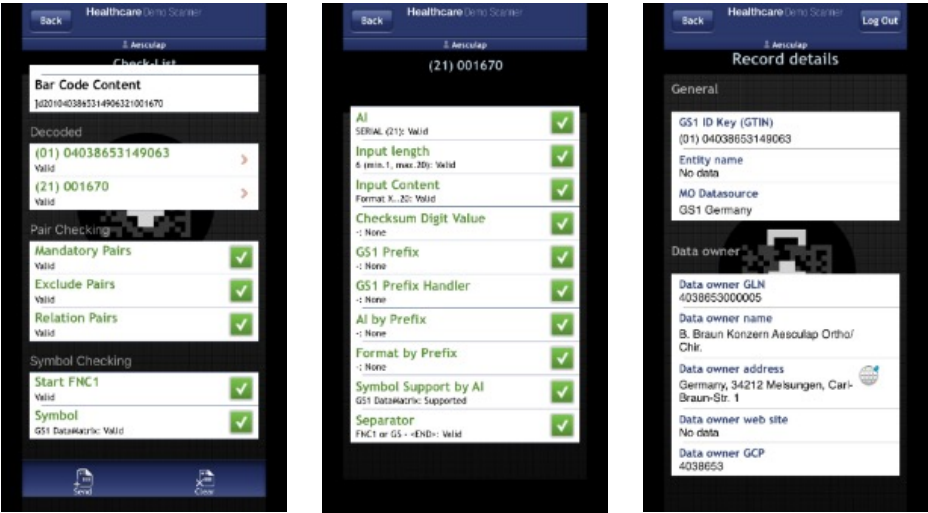 Back
Healthcare Demo Scanner
Aesculap
Check-List
Bar Code Content
]d2010403865314906321001670
Decoded
(01) 04038653149063
Valid
(21) 001670
Valid
Pair Checking
Mandatory Pairs
Valid
Exclude Pairs
Valid
Relation Pairs
Valid
Symbol Checking
Start FNC1
Valid
Symbol
GS1 DataMatrix: Valid
Send
Clear
Back
Healthcare Demo Scanner
Aesculap
(21) 001670
AI
SERIAL (21): Valid
Input length
6 (min.1, max.20): Valid
Input Content
Format X..20: Valid
Checksum Digit Value
-: None
GS1 Prefix
-: None
GS1 Prefix Handler
-: None
AI by Prefix
-: None
Format by Prefix
-: None
Symbol Support by AI
GS1 DataMatrix: Supported
Separator
FNC1 or GS - <END>: Valid
Back
Healthcare Demo Scanner
Log Out
Aesculap
Record details
General
GS1 ID Key (GTIN)
(01) 04038653149063
Entity name
No data
MO Datasource
GS1 Germany
Data owner
Data owner GLN
4038653000005
Data owner name
B. Braun Konzern Aesculap Ortho/
Chir.
Data owner address
Germany, 34212 Melsungen, Carl-
Braun-Str. 1
Data owner web site
No data
Data owner GCP
4038653